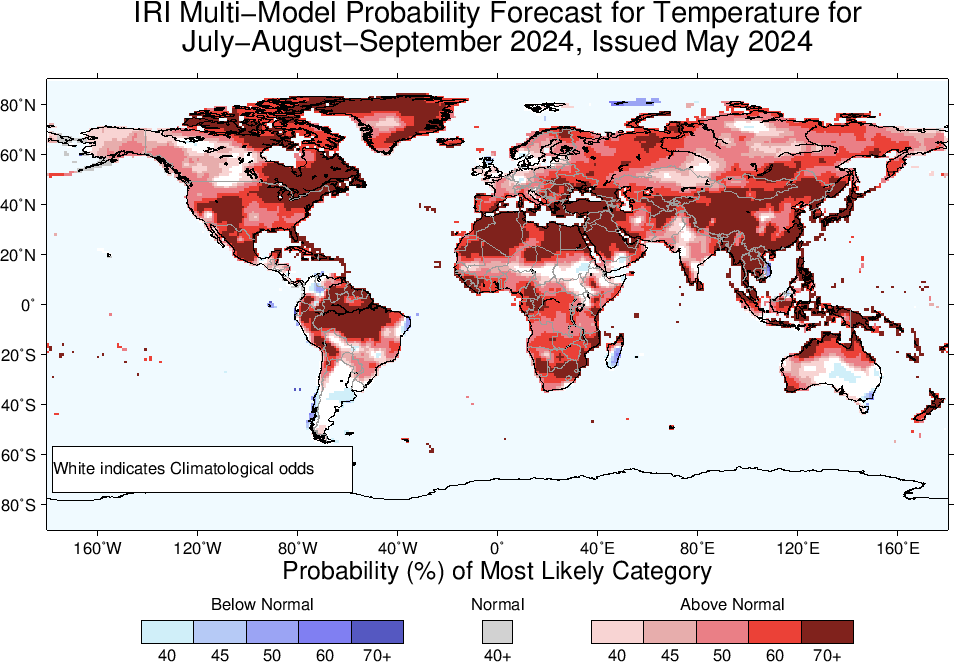 IRI Multi−Model Probability Forecast for Temperature for
July−August−September 2024, Issued May 2024
80˚N
60˚N
40˚N
20˚N
0˚
20˚S
40˚S
60˚S
80˚S
White indicates Climatological odds
160˚W 120˚W 80˚W 40˚W 0˚ 40˚E 80˚E 120˚E 160˚E
Probability (%) of Most Likely Category
Below Normal Normal Above Normal
40 45 50 60 70+ 40+ 40 45 50 60 70+